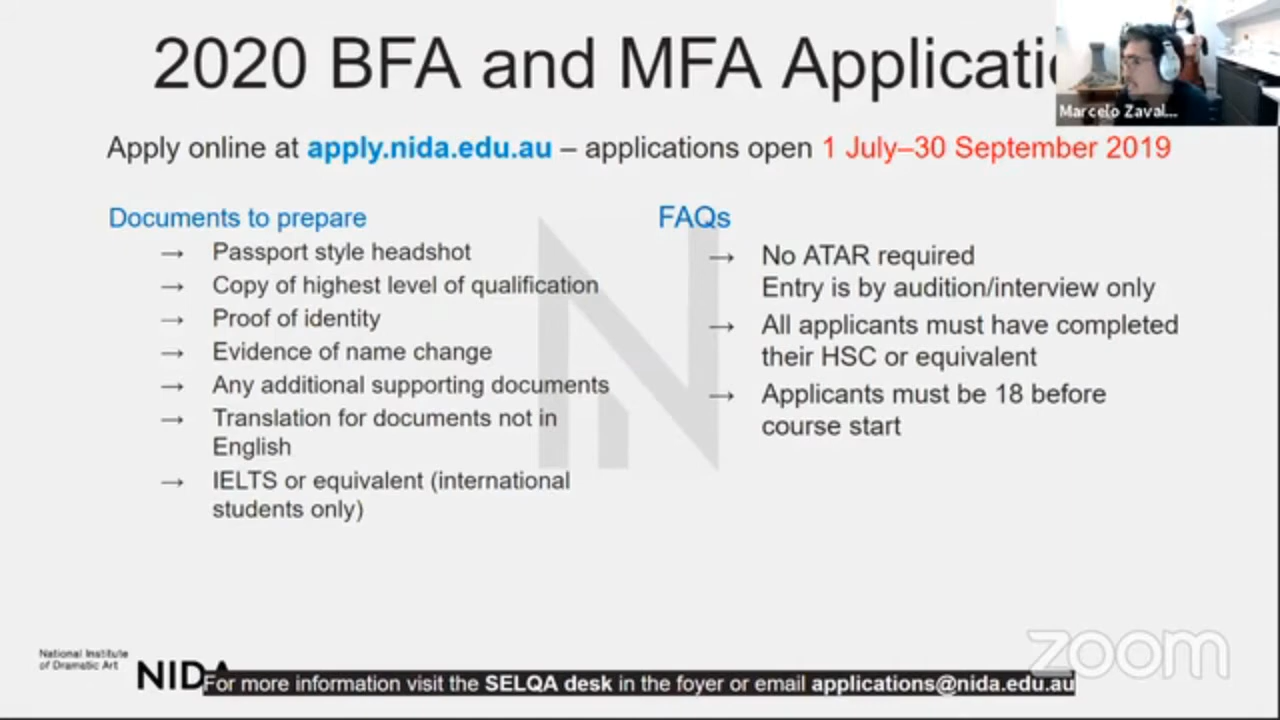 2020 BFA and MFA Applicatio
Marcelo Zaval...
Apply online at apply.nida.edu.au – applications open 1 July–30 September 2019
Documents to prepare
→ Passport style headshot
→ Copy of highest level of qualification
→ Proof of identity
→ Evidence of name change
→ Any additional supporting documents
→ Translation for documents not in
English
→ IELTS or equivalent (international
students only)
FAQs
→ No ATAR required
Entry is by audition/interview only
→ All applicants must have completed
their HSC or equivalent
→ Applicants must be 18 before
course start
National Institute
of Dramatic Art
NIDA
For more information visit the SELQA desk in the foyer or email applications@nida.edu.au
zoom